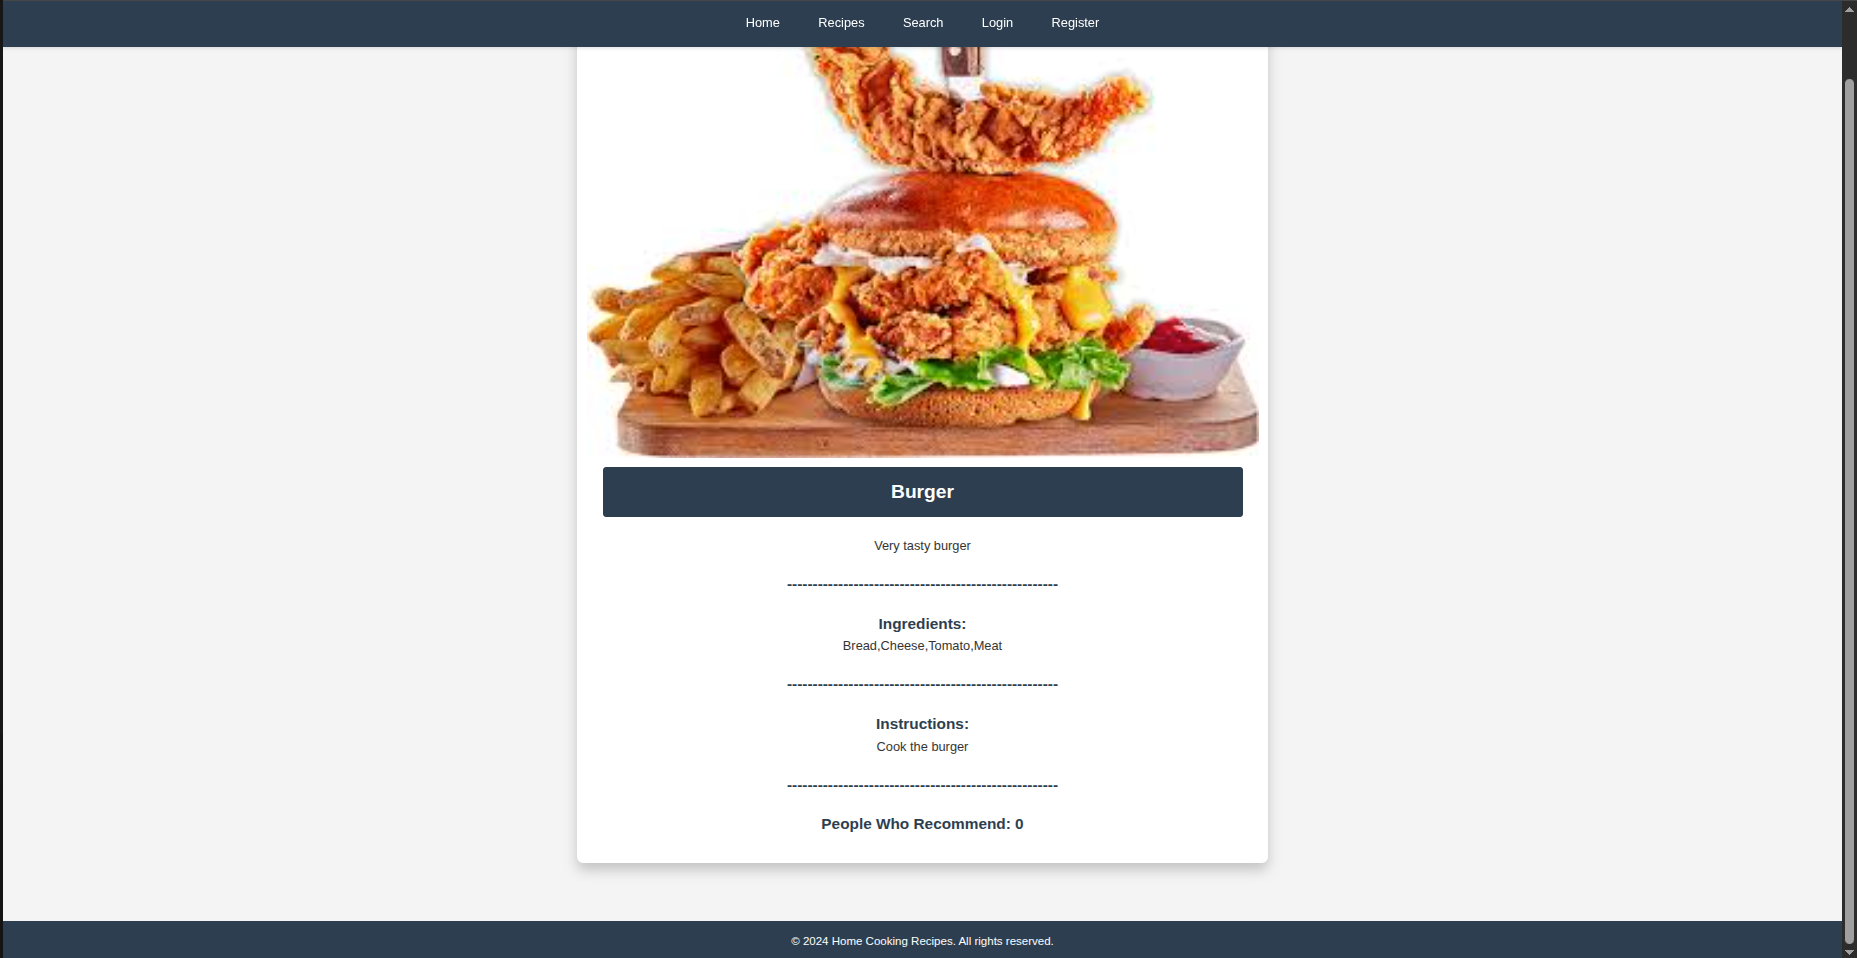 Home Recipes Search Login Register
Burger
Very tasty burger
-----------------------------------------------------
Ingredients:
Bread,Cheese,Tomato,Meat
-----------------------------------------------------
Instructions:
Cook the burger
-----------------------------------------------------
People Who Recommend: 0
© 2024 Home Cooking Recipes. All rights reserved.